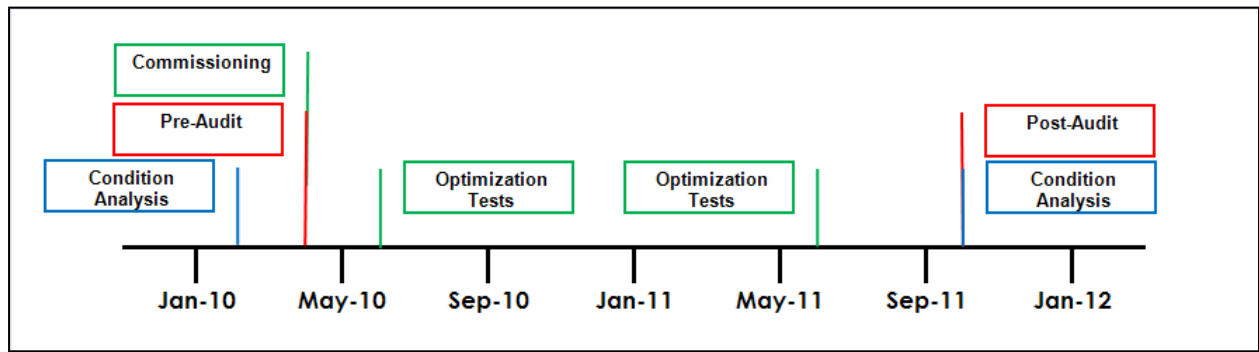 Commissioning
Pre-Audit
Post-Audit
Condition
Analysis
Optimization
Tests
Optimization
Tests
Condition
Analysis
Jan-10
May-10
Sep-10
Jan-11
May-11
Sep-11
Jan-12